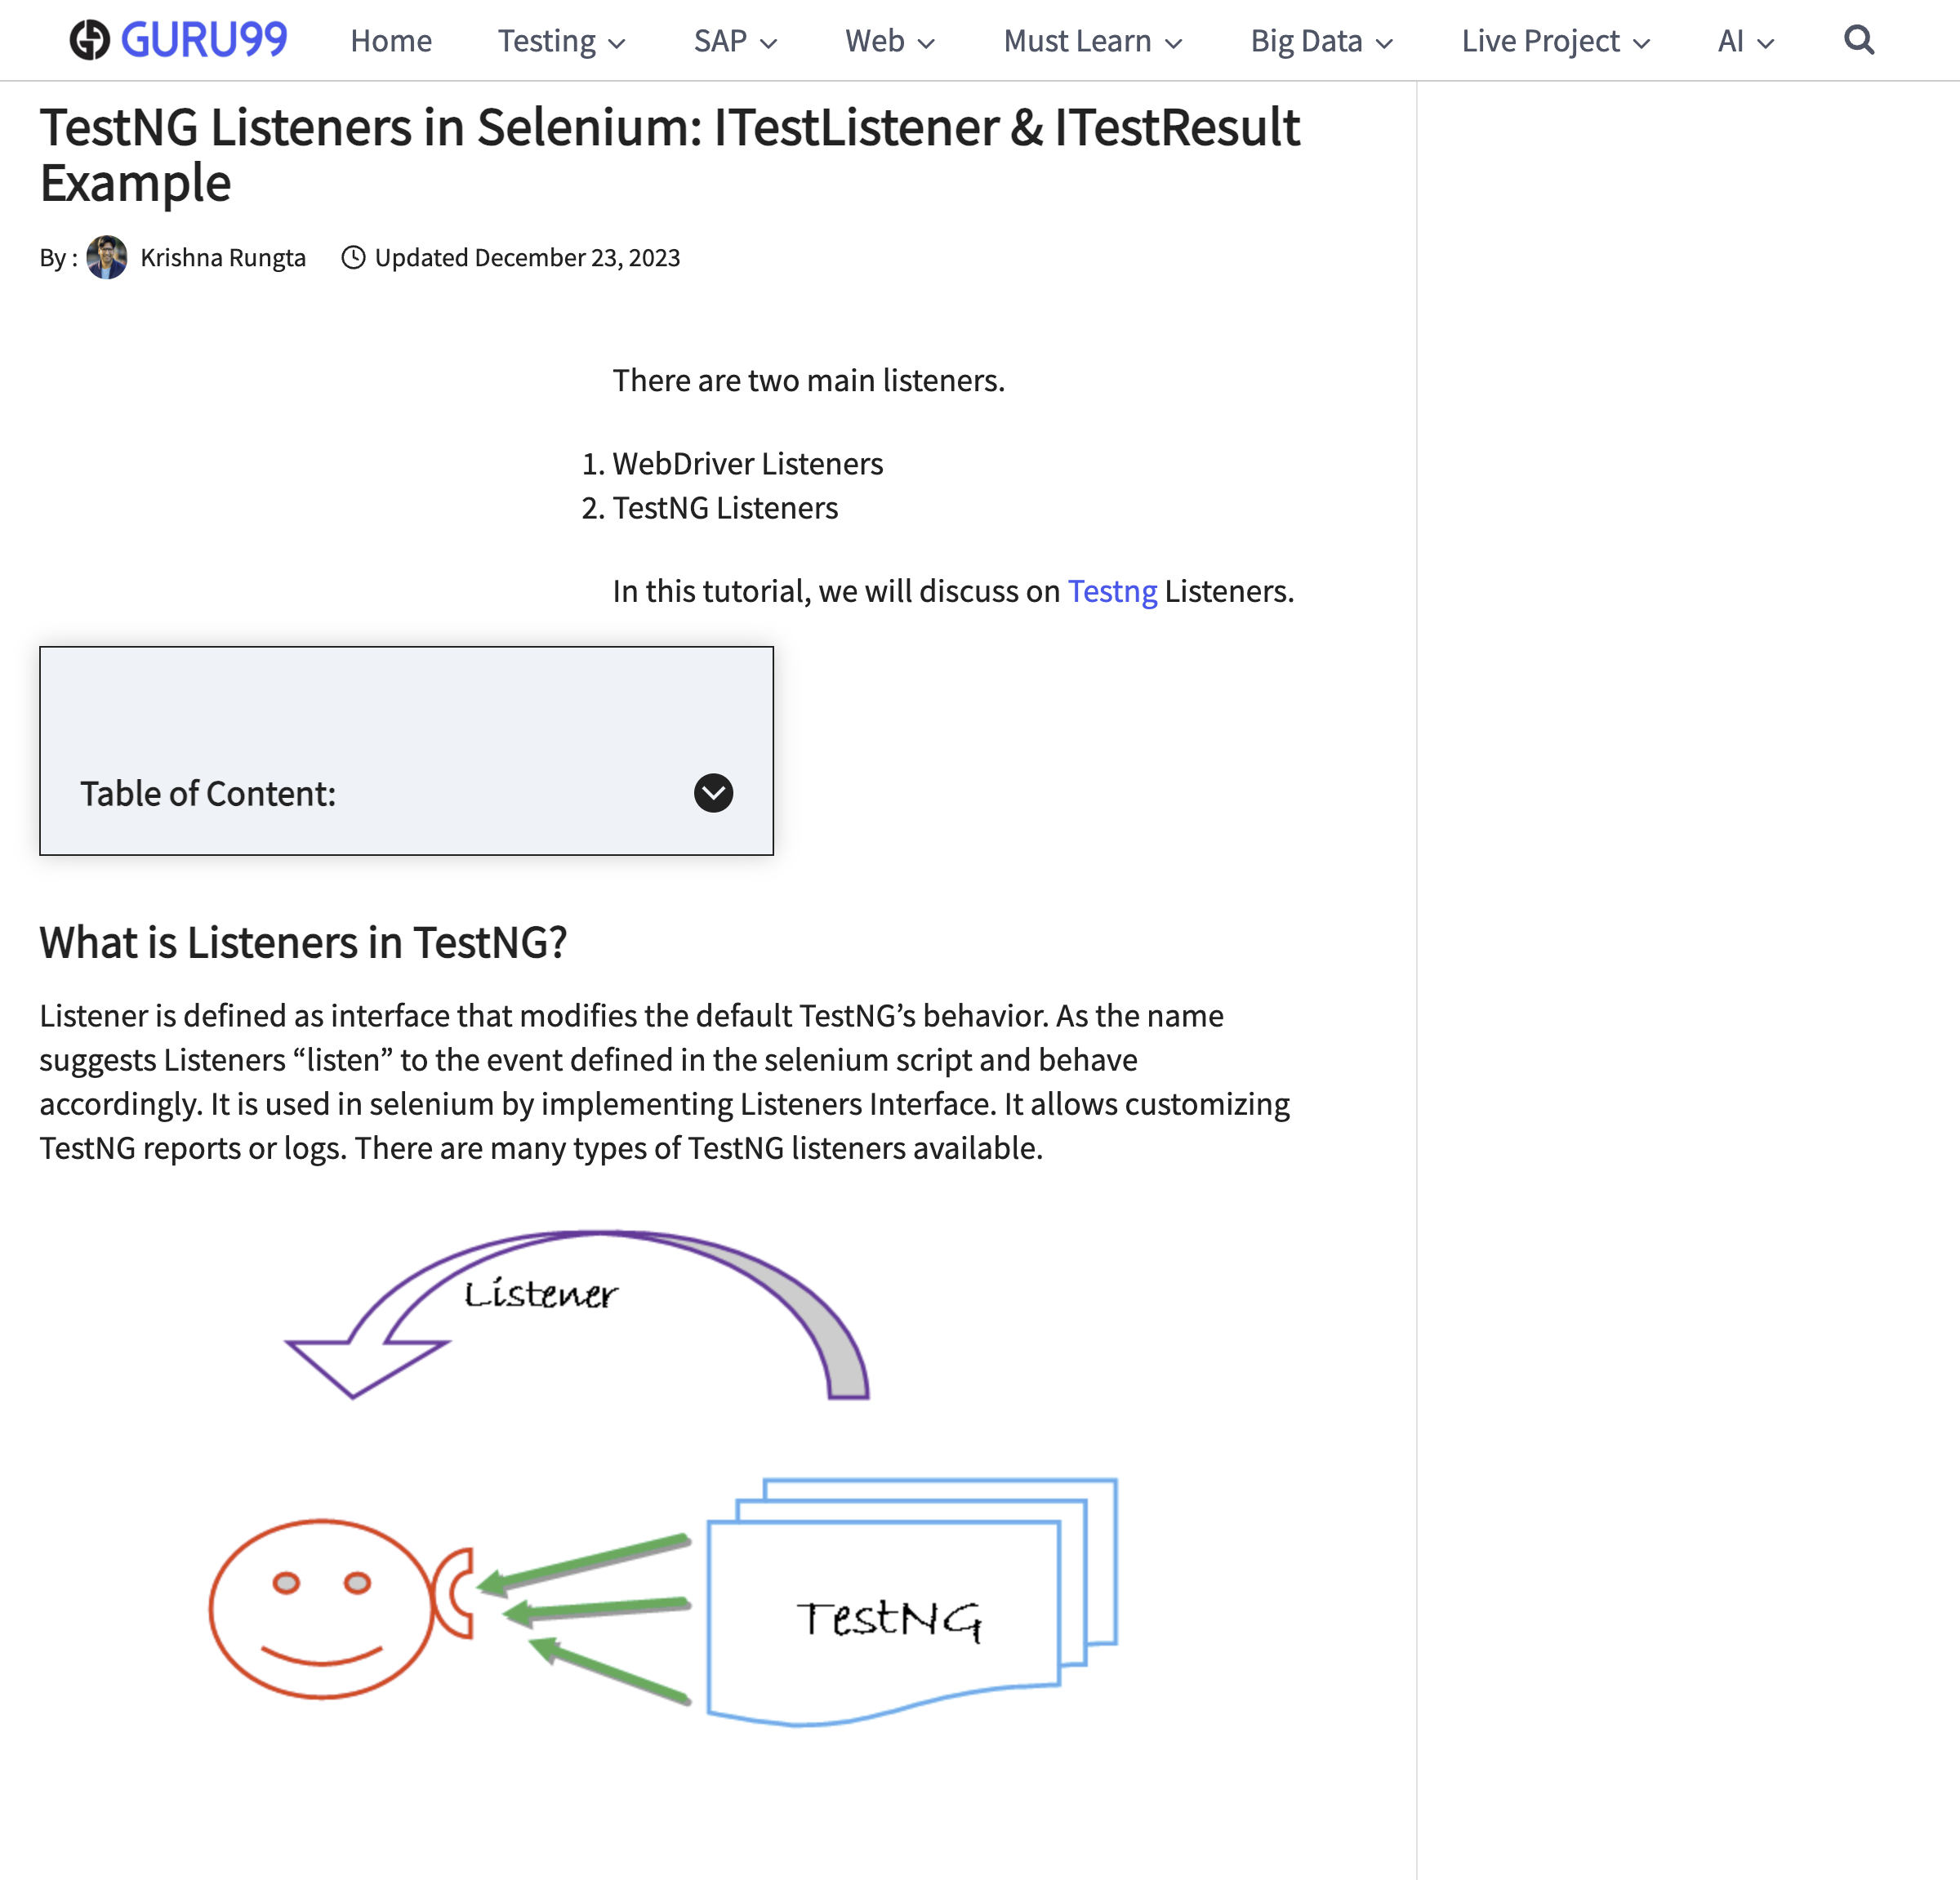 GURU99 Home Testing SAP Web Must Learn Big Data Live Project AI
TestNG Listeners in Selenium: ITestListener & ITestResult
Example
By : Krishna Rungta Updated December 23, 2023
There are two main listeners.
1. WebDriver Listeners
2. TestNG Listeners
In this tutorial, we will discuss on Testng Listeners.
Table of Content:
What is Listeners in TestNG?
Listener is defined as interface that modifies the default TestNG’s behavior. As the name
suggests Listeners “listen” to the event defined in the selenium script and behave
accordingly. It is used in selenium by implementing Listeners Interface. It allows customizing
TestNG reports or logs. There are many types of TestNG listeners available.
Listener
TestNG